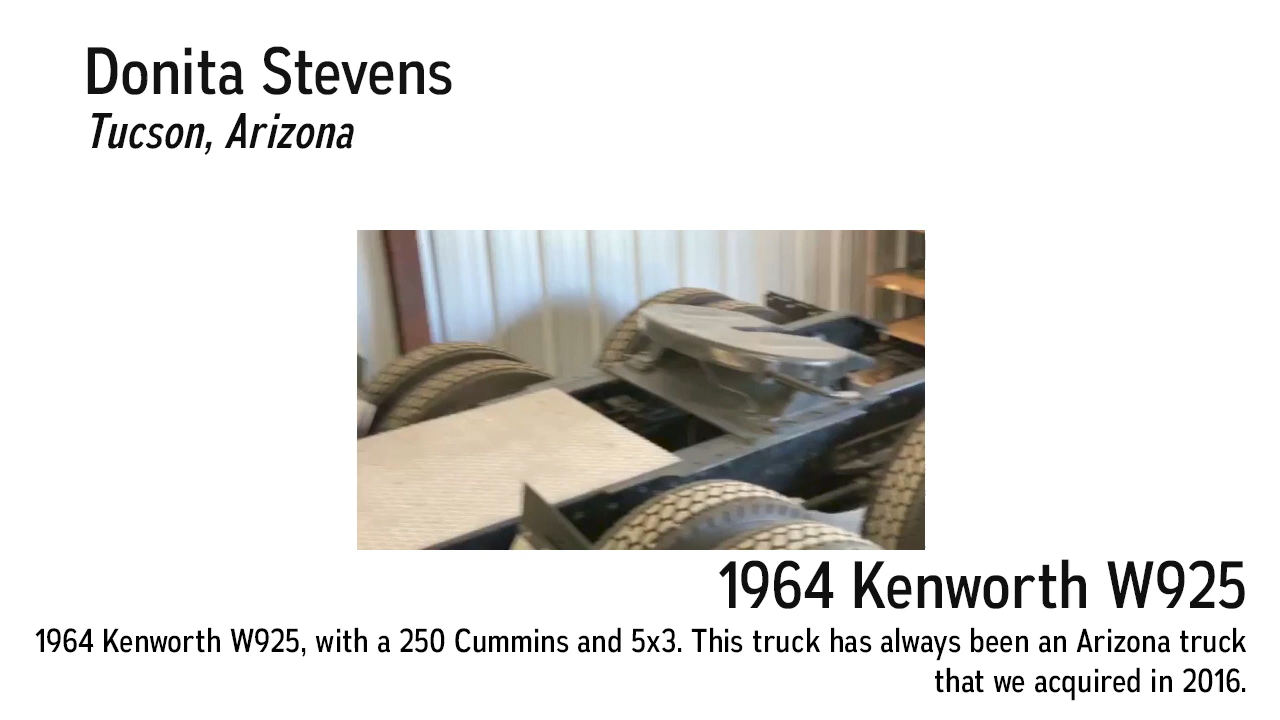 Donita Stevens
Tucson, Arizona
1964 Kenworth W925
1964 Kenworth W925, with a 250 Cummins and 5x3. This truck has always been an Arizona truck
that we acquired in 2016.